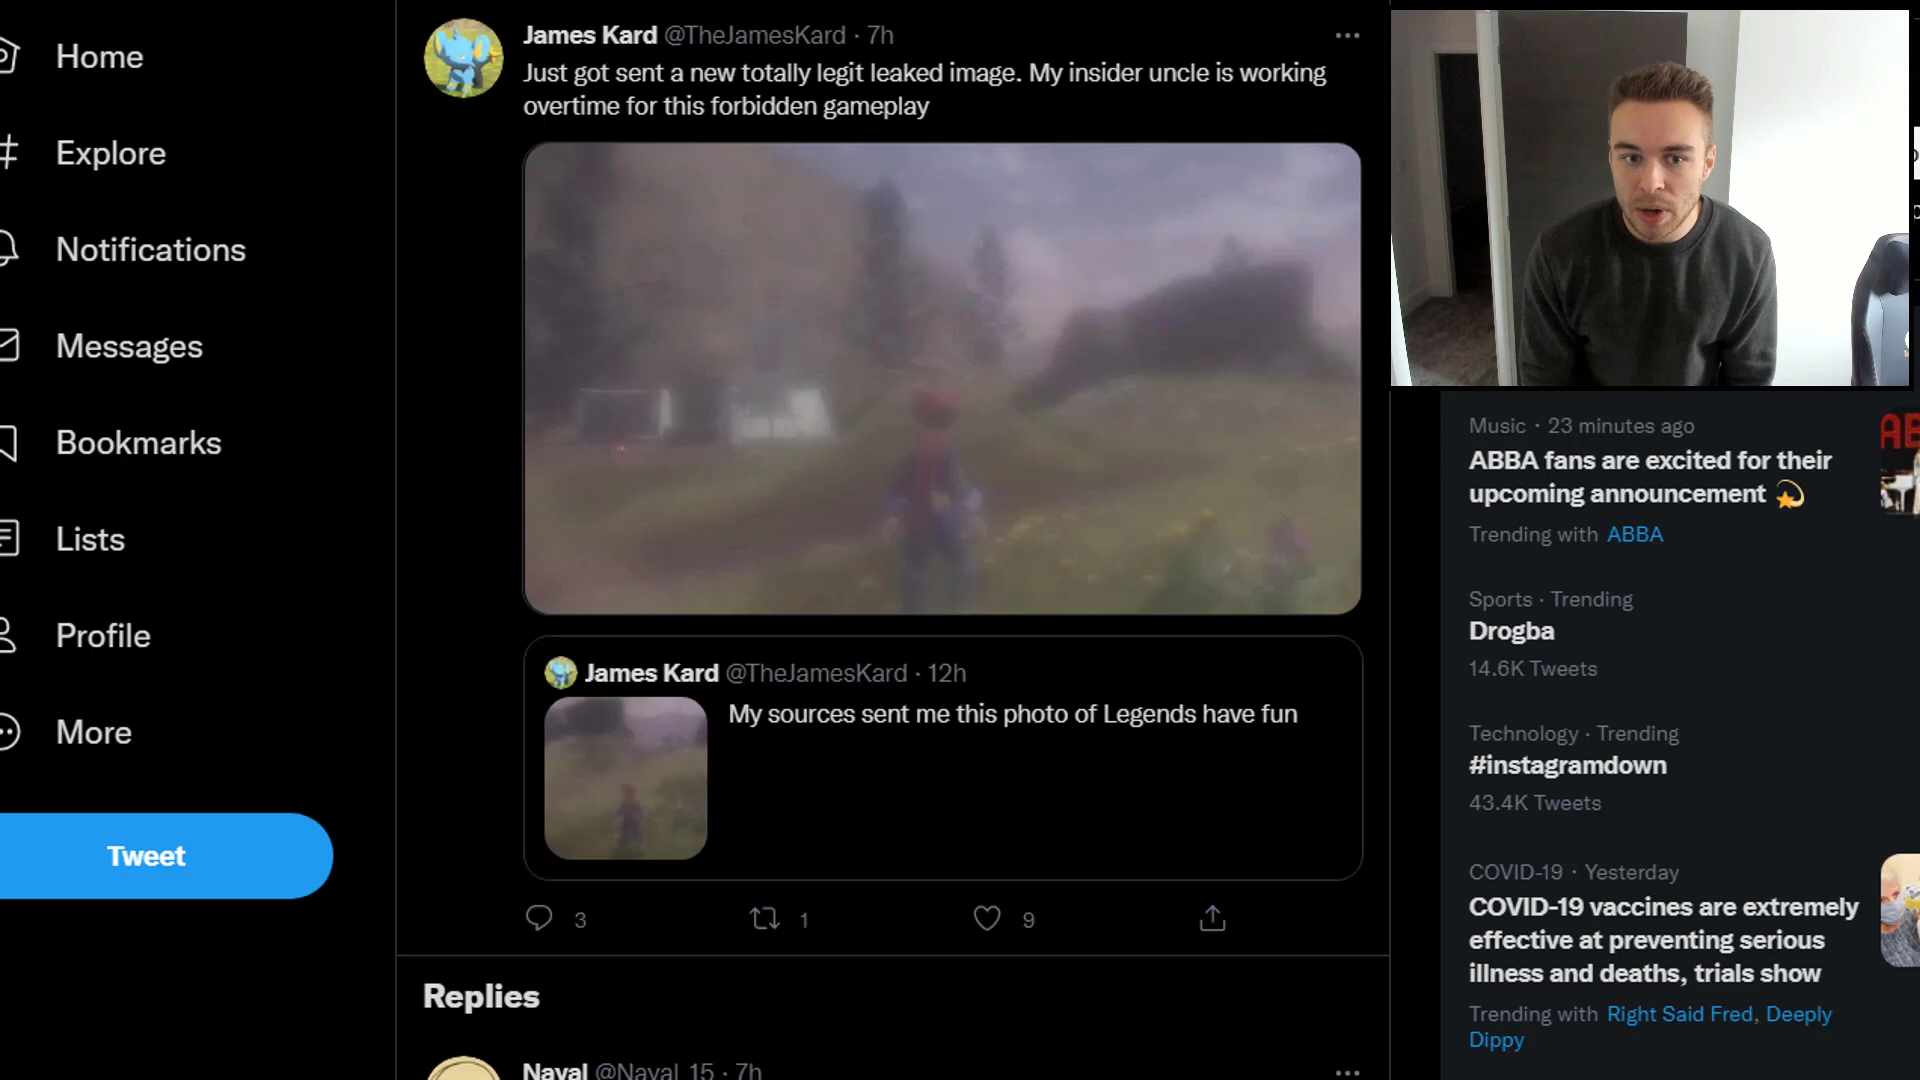 Home
Explore
Notifications
Messages
Bookmarks
Lists
Profile
More
Tweet
James Kard @TheJamesKard · 7h
Just got sent a new totally legit leaked image. My insider uncle is working
overtime for this forbidden gameplay
James Kard @TheJamesKard · 12h
My sources sent me this photo of Legends have fun
3
1
9
Replies
Naval @Naval_15 · 7h
Music · 23 minutes ago
ABBA fans are excited for their
upcoming announcement 💫
Trending with ABBA
Sports · Trending
Drogba
14.6K Tweets
Technology · Trending
#instagramdown
43.4K Tweets
COVID-19 · Yesterday
COVID-19 vaccines are extremely
effective at preventing serious
illness and deaths, trials show
Trending with Right Said Fred, Deeply
Dippy